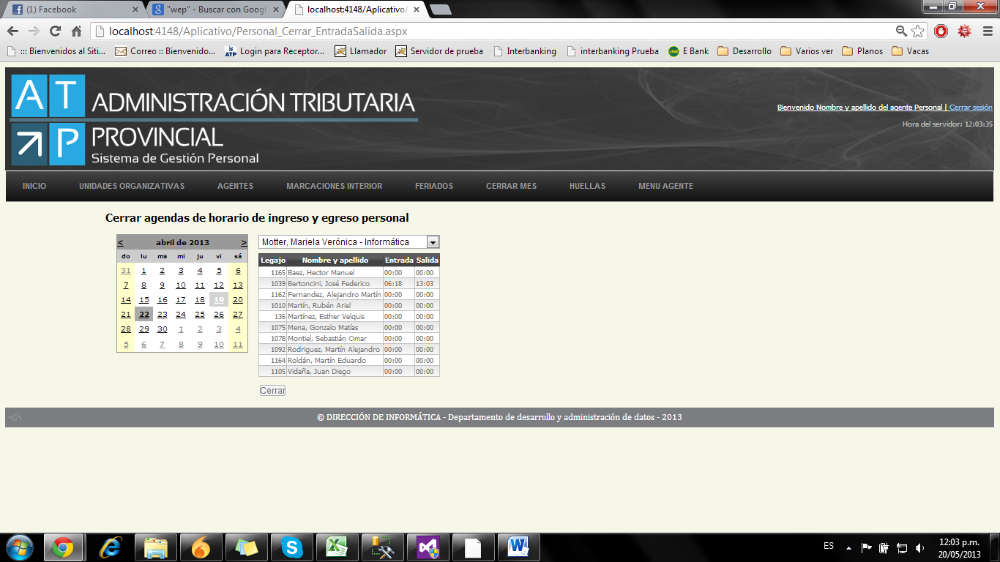 (1) Facebook
"wep" - Buscar con Googl
localhost:4148/Aplicativo/
localhost:4148/Aplicativo/Personal_Cerrar_EntradaSalida.aspx
::: Bienvenidos al Siti... Correo :: Bienvenido... ATP Login para Receptor... Llamador Servidor de prueba Interbanking interbanking Prueba LINK E Bank Desarrollo Varios ver Planos Vacas
A T P
ADMINISTRACIÓN TRIBUTARIA
PROVINCIAL
Sistema de Gestión Personal
Bienvenido Nombre y apellido del agente Personal | Cerrar sesión
Hora del servidor: 12:03:35
INICIO UNIDADES ORGANIZATIVAS AGENTES MARCACIONES INTERIOR FERIADOS CERRAR MES HUELLAS MENU AGENTE
Cerrar agendas de horario de ingreso y egreso personal
< abril de 2013 >
do lu ma mi ju vi sá
31 1 2 3 4 5 6
7 8 9 10 11 12 13
14 15 16 17 18 19 20
21 22 23 24 25 26 27
28 29 30 1 2 3 4
5 6 7 8 9 10 11
Motter, Mariela Verónica - Informática
Legajo Nombre y apellido Entrada Salida
1165 Baez, Hector Manuel 00:00 00:00
1039 Bertoncini, José Federico 06:18 13:03
1162 Fernandez, Alejandro Martín 00:00 00:00
1010 Martín, Rubén Ariel 00:00 00:00
136 Martínez, Esther Velquis 00:00 00:00
1075 Mena, Gonzalo Matías 00:00 00:00
1078 Montiel, Sebastián Omar 00:00 00:00
1092 Rodriguez, Martín Alejandro 00:00 00:00
1164 Roldán, Martín Eduardo 00:00 00:00
1105 Vidaña, Juan Diego 00:00 00:00
Cerrar
© DIRECCIÓN DE INFORMÁTICA - Departamento de desarrollo y administración de datos - 2013
ES
12:03 p.m.
20/05/2013